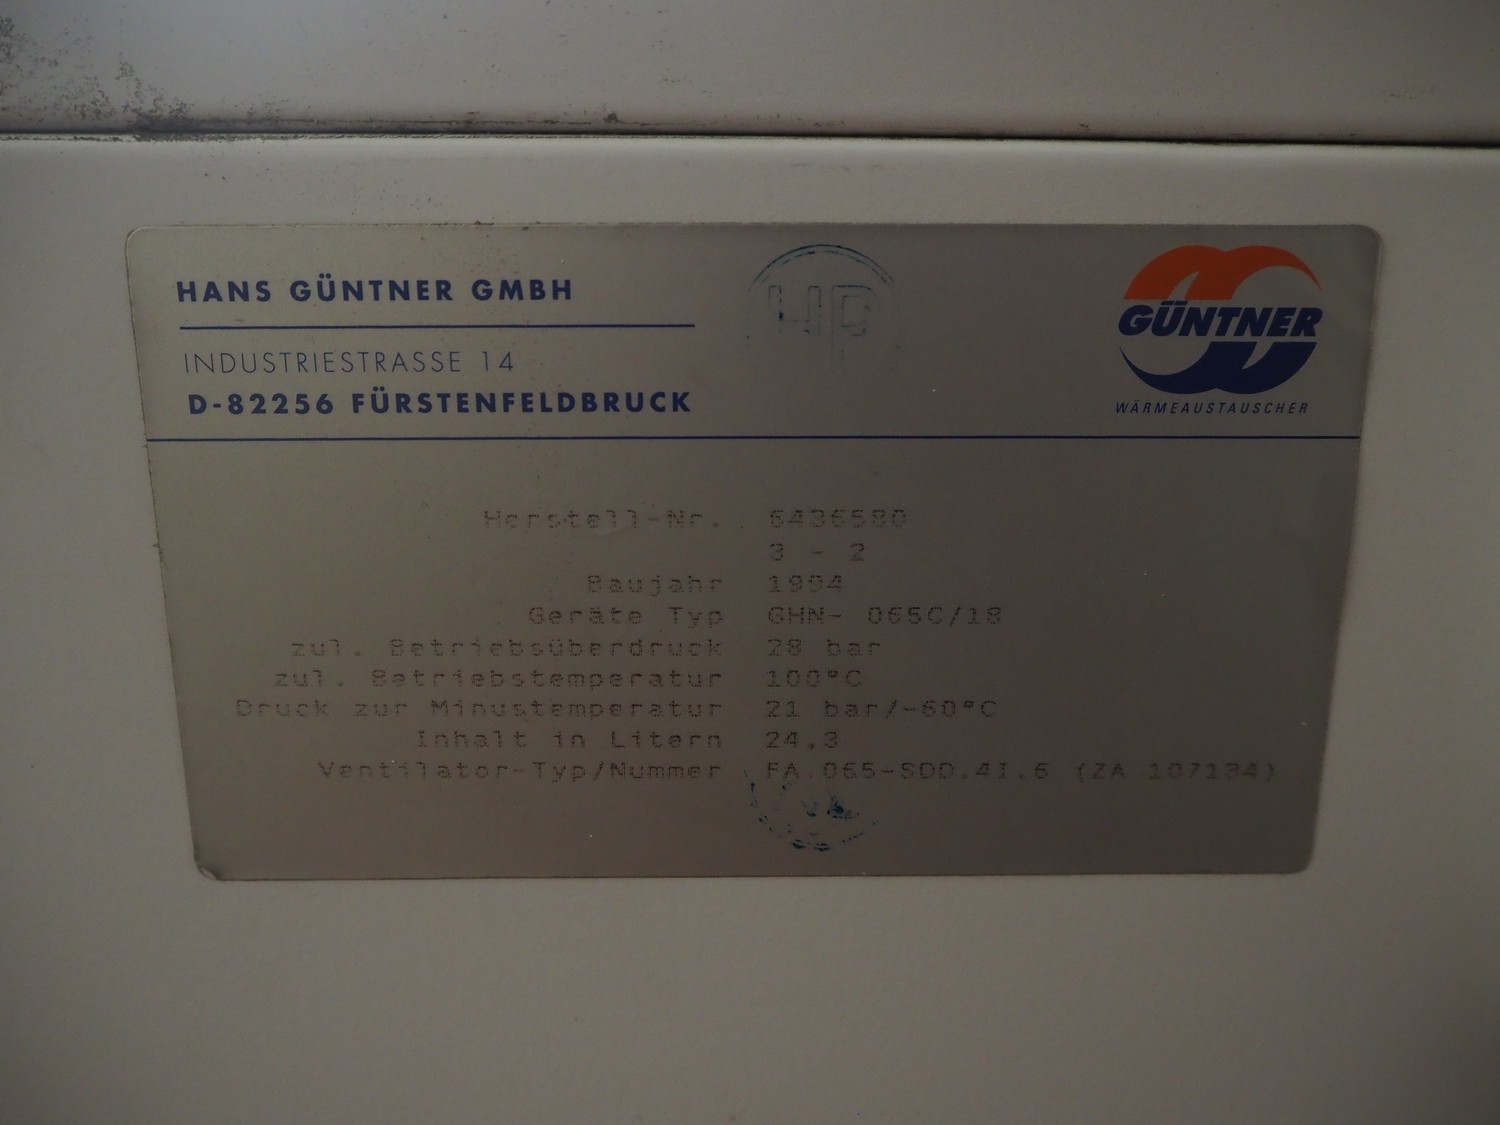 HANS GÜNTNER GMBH
INDUSTRIESTRASSE 14
D-82256 FÜRSTENFELDBRUCK
HP
GÜNTNER
WÄRMEAUSTAUSCHER
Herstell-Nr. 6436580
3 - 2
Baujahr 1994
Geräte Typ GHN- 065C/18
zul. Betriebsüberdruck 28 bar
zul. Betriebstemperatur 100°C
Druck zur Minustemperatur 21 bar/-60°C
Inhalt in Litern 24,3
Ventilator-Typ/Nummer FA 065-SDD.4I.6 (ZA 107134)